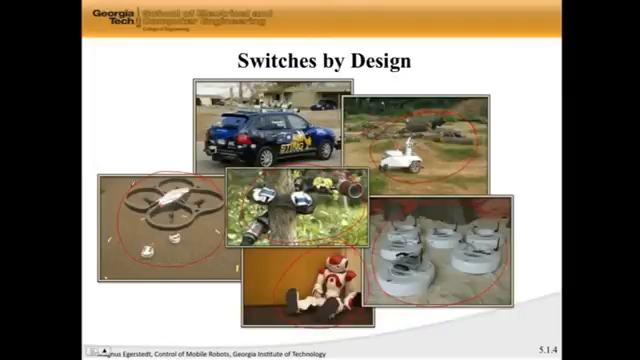 Georgia Tech
School of Electrical and
Computer Engineering
College of Engineering
Switches by Design
STING
Magnus Egerstedt, Control of Mobile Robots, Georgia Institute of Technology
5.1.4